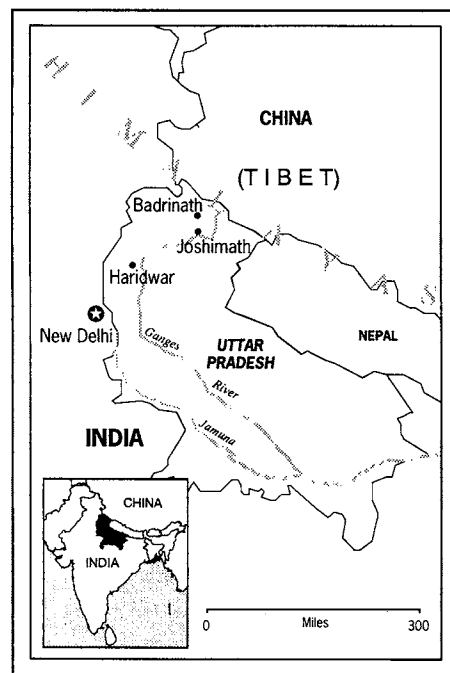 HIMALAYAS
CHINA
(TIBET)
Badrinath
Joshimath
Haridwar
New Delhi
Ganges
River
UTTAR
PRADESH
NEPAL
Jamuna
INDIA
CHINA
INDIA
0 Miles 300